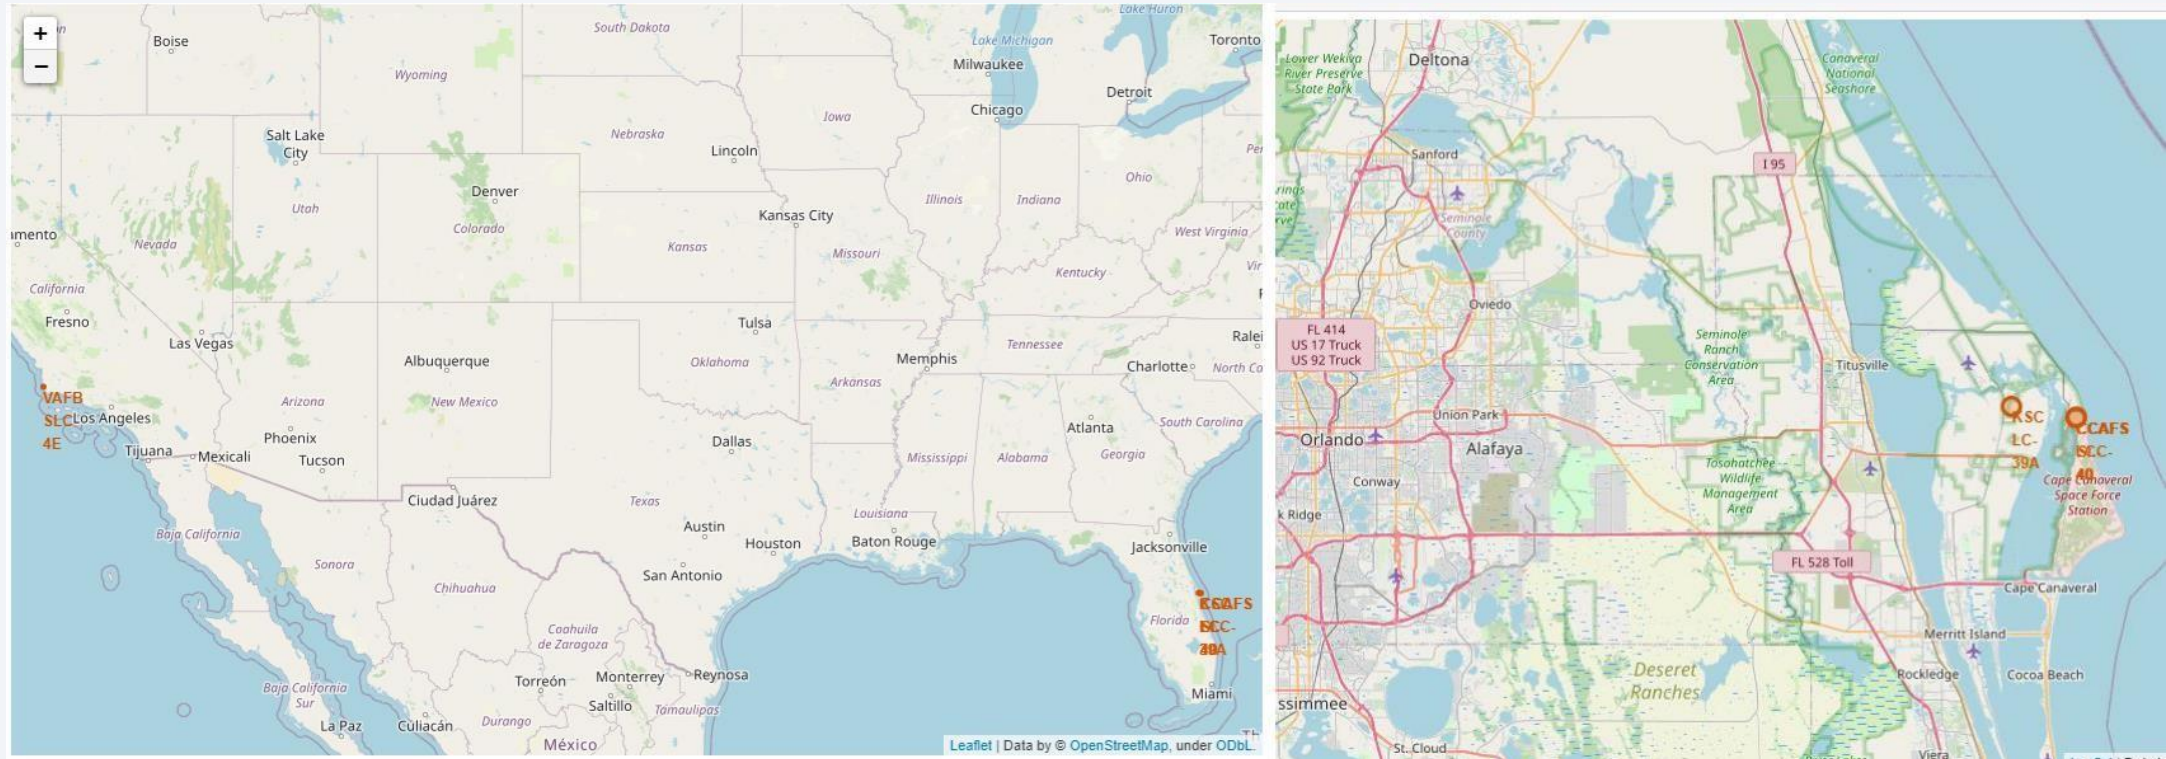 +
−
Boise
South Dakota
Lake Huron
Lake Michigan
Toronto
Wyoming
Milwaukee
Detroit
Chicago
Salt Lake
City
Iowa
Nebraska
Lincoln
Ohio
Denver
Utah
Illinois
Indiana
Kansas City
Colorado
Nevada
Kansas
Missouri
West Virginia
Kentucky
California
Fresno
Las Vegas
Tulsa
Tennessee
Albuquerque
Oklahoma
Memphis
Charlotte
Arkansas
VAFB
SLC-
4E
Los Angeles
Arizona
New Mexico
Phoenix
Tucson
Tijuana
Mexicali
Dallas
Atlanta
South Carolina
Mississippi
Alabama
Georgia
Ciudad Juárez
Texas
Louisiana
Austin
Houston
Baton Rouge
Jacksonville
Baja California
Sonora
San Antonio
Chihuahua
Florida
Coahuila
de Zaragoza
Reynosa
Torreón
Monterrey
Saltillo
Tamaulipas
Miami
Baja California
Sur
La Paz
Culiacán
Durango
México
Leaflet | Data by © OpenStreetMap, under ODbL.
Lower Wekiva
River Preserve
State Park
Deltona
Canaveral
National
Seashore
Sanford
I 95
Seminole
County
Oviedo
FL 414
US 17 Truck
US 92 Truck
Seminole
Ranch
Conservation
Area
Titusville
Union Park
Orlando
Alafaya
KSC
LC-
39A
CCAFS
Conway
Tosohatchee
Wildlife
Management
Area
Cape Canaveral
Space Force
Station
FL 528 Toll
Cape Canaveral
Merritt Island
Deseret
Ranches
Rockledge
Cocoa Beach
St. Cloud
Viera